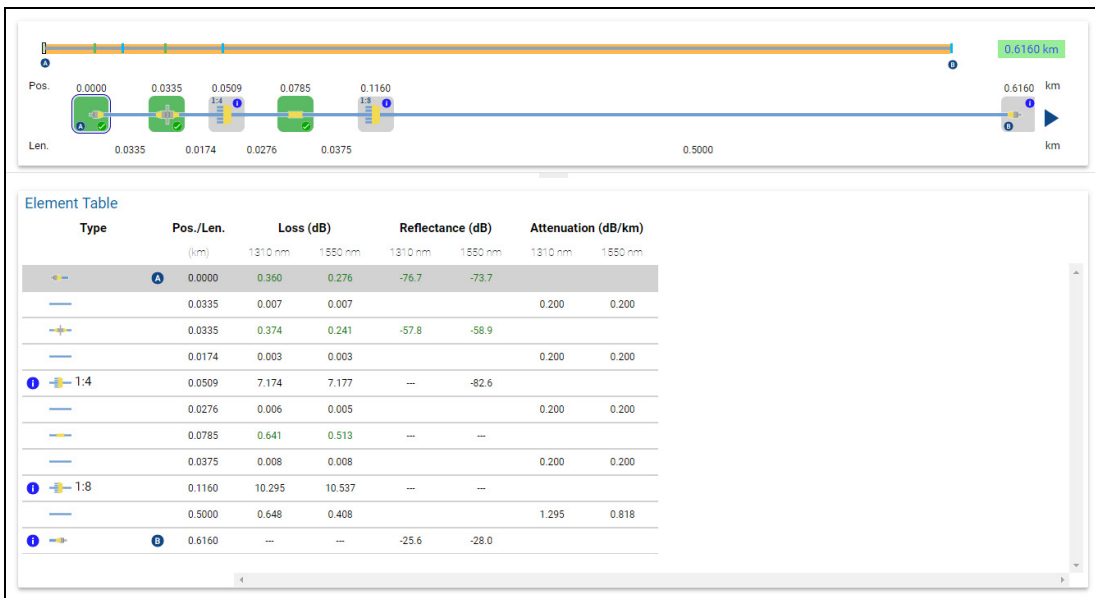 0.6160 km
A B
Pos. 0.0000 0.0335 0.0509 0.0785 0.1160 0.6160 km
1:4 i 1:8 i i
A B
Len. 0.0335 0.0174 0.0276 0.0375 0.5000 km
Element Table
Type Pos./Len. Loss (dB) Reflectance (dB) Attenuation (dB/km)
(km) 1310 nm 1550 nm 1310 nm 1550 nm 1310 nm 1550 nm
A 0.0000 0.360 0.276 -76.7 -73.7
0.0335 0.007 0.007 0.200 0.200
0.0335 0.374 0.241 -57.8 -58.9
0.0174 0.003 0.003 0.200 0.200
i 1:4 0.0509 7.174 7.177 --- -82.6
0.0276 0.006 0.005 0.200 0.200
0.0785 0.641 0.513 --- ---
0.0375 0.008 0.008 0.200 0.200
i 1:8 0.1160 10.295 10.537 --- ---
0.5000 0.648 0.408 1.295 0.818
i B 0.6160 --- --- -25.6 -28.0